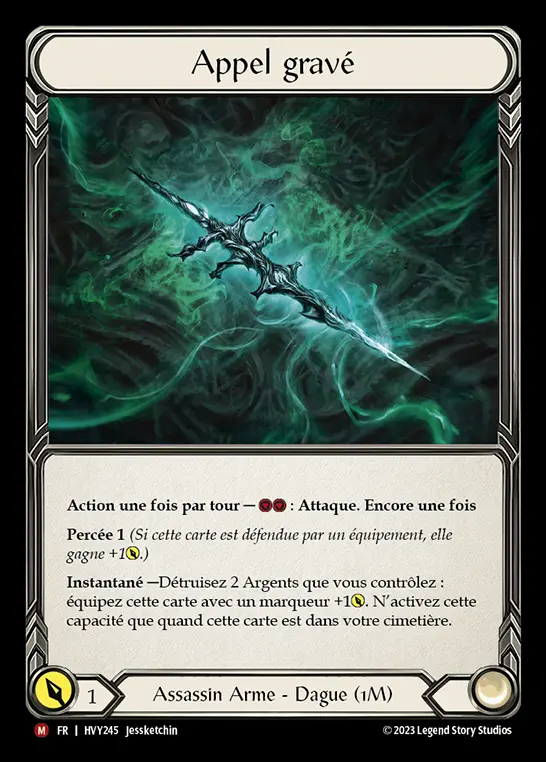 Appel gravé
Action une fois par tour — : Attaque. Encore une fois
Percée 1 (Si cette carte est défendue par un équipement, elle
gagne +1.)
Instantané —Détruisez 2 Argents que vous contrôlez :
équipez cette carte avec un marqueur +1. N'activez cette
capacité que quand cette carte est dans votre cimetière.
1
Assassin Arme - Dague (1M)
M FR | HVY245 Jessketchin
©2023 Legend Story Studios